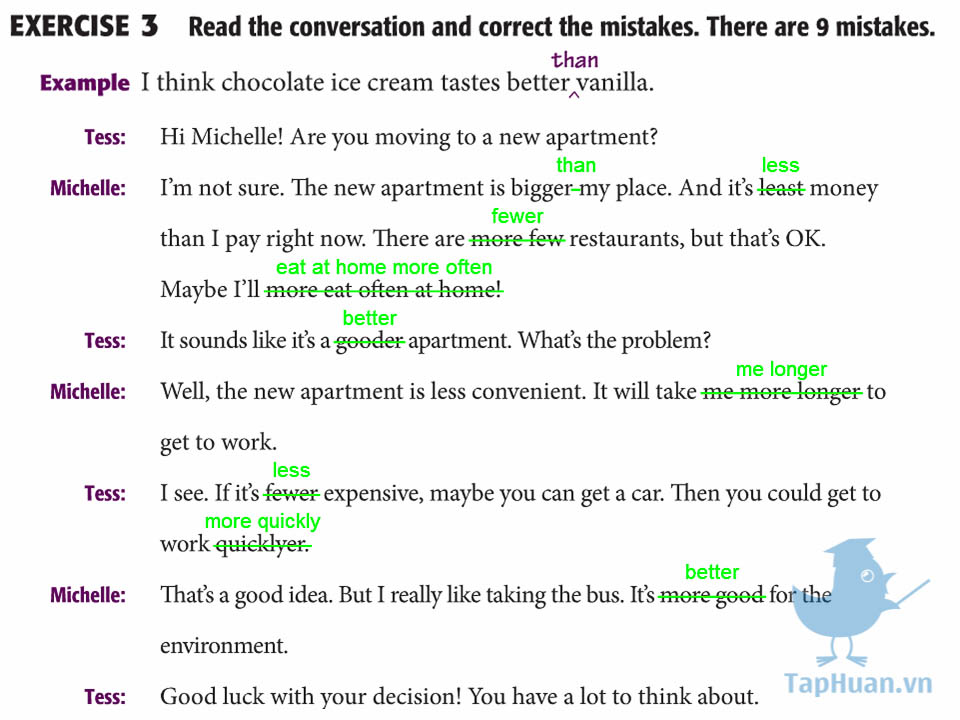 EXERCISE 3 Read the conversation and correct the mistakes. There are 9 mistakes.
than
Example I think chocolate ice cream tastes better ^ vanilla.
Tess: Hi Michelle! Are you moving to a new apartment?
than less
Michelle: I'm not sure. The new apartment is bigger my place. And it's least money
fewer
than I pay right now. There are more few restaurants, but that's OK.
eat at home more often
Maybe I'll more eat often at home!
better
Tess: It sounds like it's a gooder apartment. What's the problem?
me longer
Michelle: Well, the new apartment is less convenient. It will take me more longer to
get to work.
less
Tess: I see. If it's fewer expensive, maybe you can get a car. Then you could get to
more quickly
work quicklyer.
better
Michelle: That's a good idea. But I really like taking the bus. It's more good for the
environment.
Tess: Good luck with your decision! You have a lot to think about.
TapHuan.vn